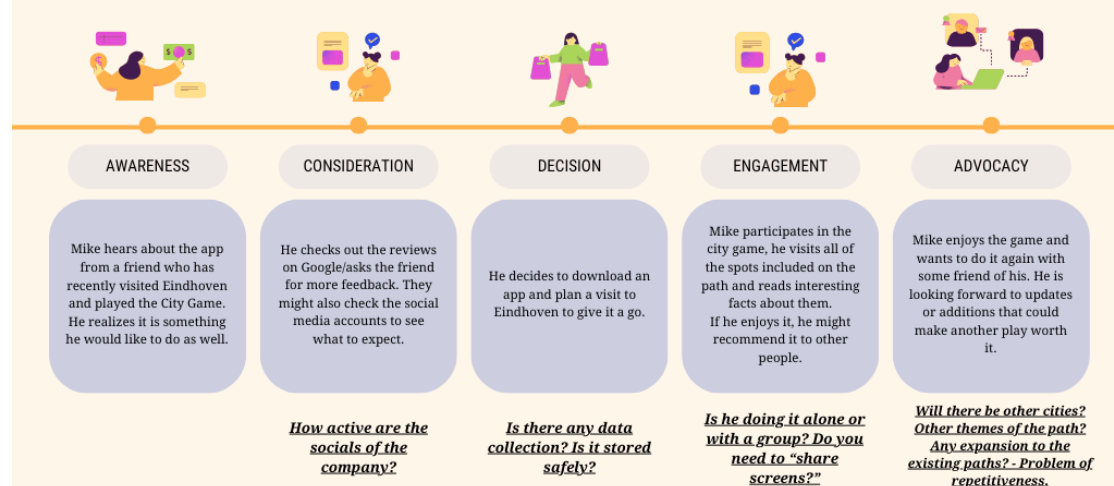 AWARENESS
CONSIDERATION
DECISION
ENGAGEMENT
ADVOCACY
Mike hears about the app
from a friend who has
recently visited Eindhoven
and played the City Game.
He realizes it is something
he would like to do as well.
He checks out the reviews
on Google/asks the friend
for more feedback. They
might also check the social
media accounts to see
what to expect.
He decides to download an
app and plan a visit to
Eindhoven to give it a go.
Mike participates in the
city game, he visits all of
the spots included on the
path and reads interesting
facts about them.
If he enjoys it, he might
recommend it to other
people.
Mike enjoys the game and
wants to do it again with
some friend of his. He is
looking forward to updates
or additions that could
make another play worth
it.
How active are the
socials of the
company?
Is there any data
collection? Is it stored
safely?
Is he doing it alone or
with a group? Do you
need to “share
screens?”
Will there be other cities?
Other themes of the path?
Any expansion to the
existing paths? - Problem of
repetitiveness.